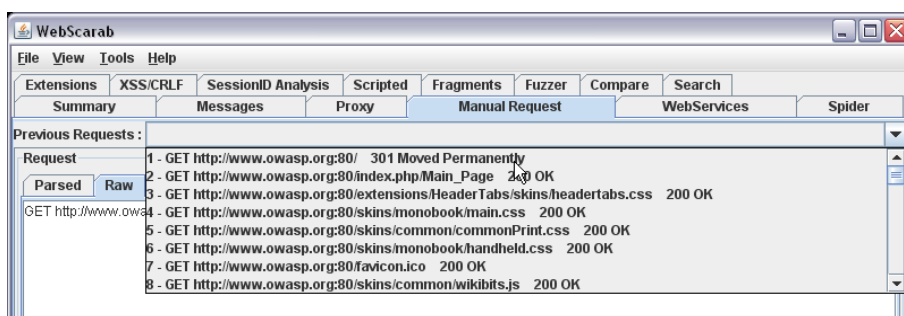 WebScarab
File View Tools Help
Extensions XSS/CRLF SessionID Analysis Scripted Fragments Fuzzer Compare Search
Summary Messages Proxy Manual Request WebServices Spider
Previous Requests :
Request
Parsed Raw
GET http://www.owa
1 - GET http://www.owasp.org:80/ 301 Moved Permanently
2 - GET http://www.owasp.org:80/index.php/Main_Page 200 OK
3 - GET http://www.owasp.org:80/extensions/HeaderTabs/skins/headertabs.css 200 OK
4 - GET http://www.owasp.org:80/skins/monobook/main.css 200 OK
5 - GET http://www.owasp.org:80/skins/common/commonPrint.css 200 OK
6 - GET http://www.owasp.org:80/skins/monobook/handheld.css 200 OK
7 - GET http://www.owasp.org:80/favicon.ico 200 OK
8 - GET http://www.owasp.org:80/skins/common/wikibits.js 200 OK